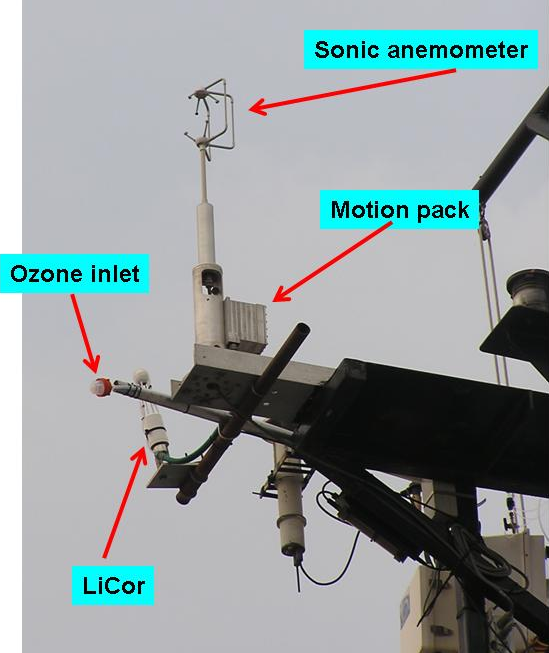 Sonic anemometer
Motion pack
Ozone inlet
LiCor